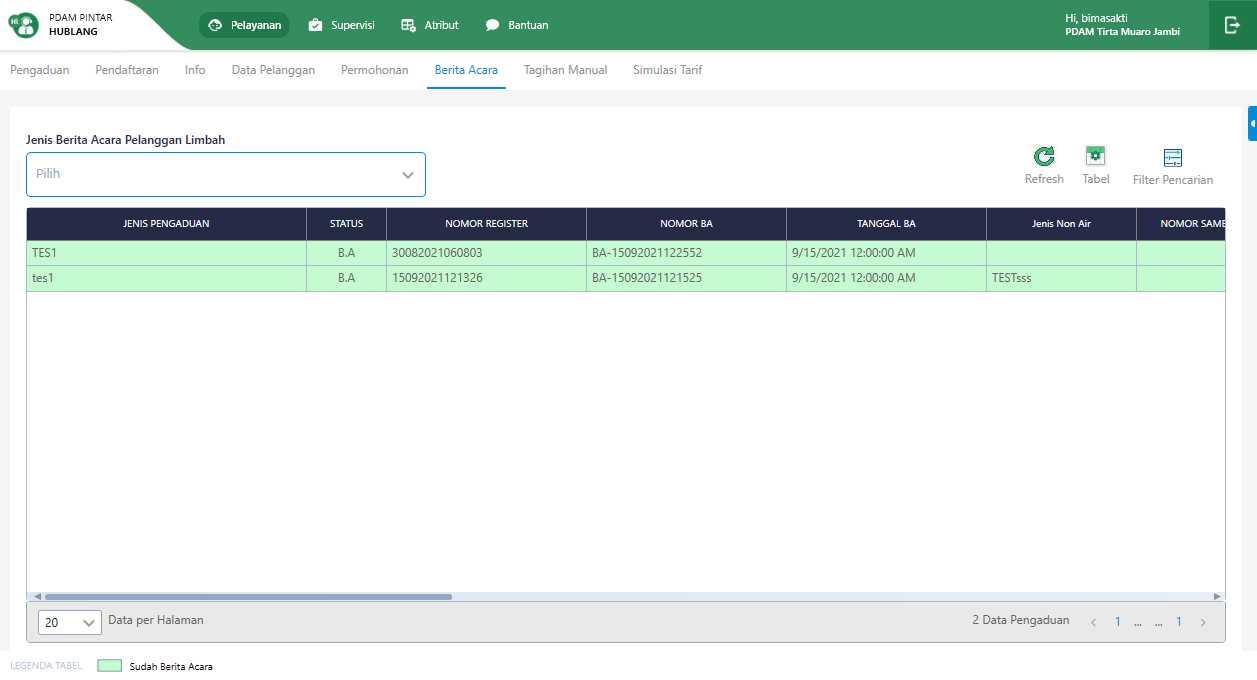 PDAM PINTAR
HUBLANG
Pelayanan Supervisi Atribut Bantuan
Hi, bimasakti
PDAM Tirta Muaro Jambi
Pengaduan Pendaftaran Info Data Pelanggan Permohonan Berita Acara Tagihan Manual Simulasi Tarif
Jenis Berita Acara Pelanggan Limbah
Pilih
Refresh Tabel Filter Pencarian
JENIS PENGADUAN STATUS NOMOR REGISTER NOMOR BA TANGGAL BA Jenis Non Air NOMOR SAMB
TES1 B.A 30082021060803 BA-15092021122552 9/15/2021 12:00:00 AM
tes1 B.A 15092021121326 BA-15092021121525 9/15/2021 12:00:00 AM TESTsss
20 Data per Halaman 2 Data Pengaduan 1 ... ... 1
LEGENDA TABEL Sudah Berita Acara